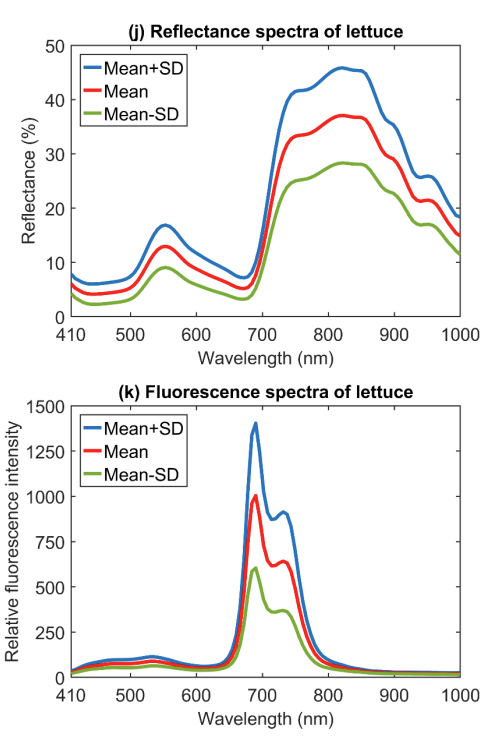 (j) Reflectance spectra of lettuce
Reflectance (%)
50
40
30
20
10
0
Mean+SD
Mean
Mean-SD
410 500 600 700 800 900 1000
Wavelength (nm)
(k) Fluorescence spectra of lettuce
Relative fluorescence intensity
1500
1250
1000
750
500
250
0
Mean+SD
Mean
Mean-SD
410 500 600 700 800 900 1000
Wavelength (nm)